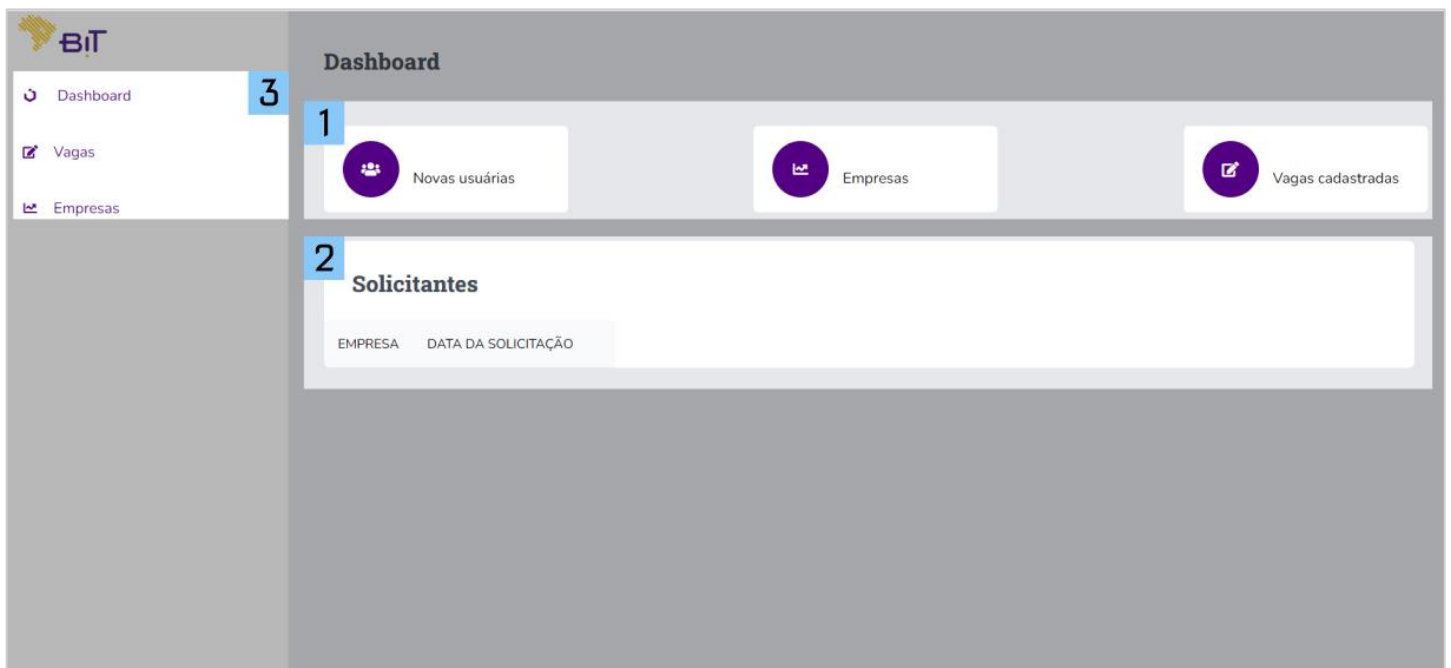 BiT
Dashboard
3
Dashboard
Vagas
Empresas
1
Novas usuárias
Empresas
Vagas cadastradas
2
Solicitantes
EMPRESA DATA DA SOLICITAÇÃO